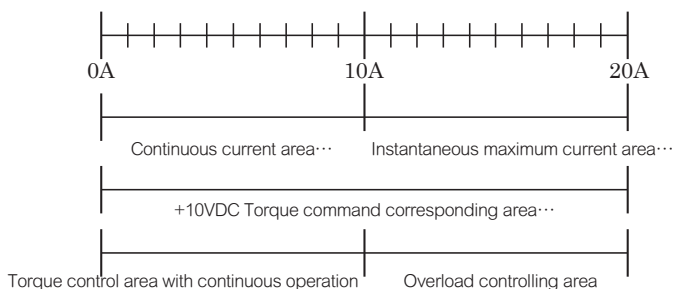 0A 10A 20A
Continuous current area⋯ Instantaneous maximum current area⋯
+10VDC Torque command corresponding area⋯
Torque control area with continuous operation Overload controlling area